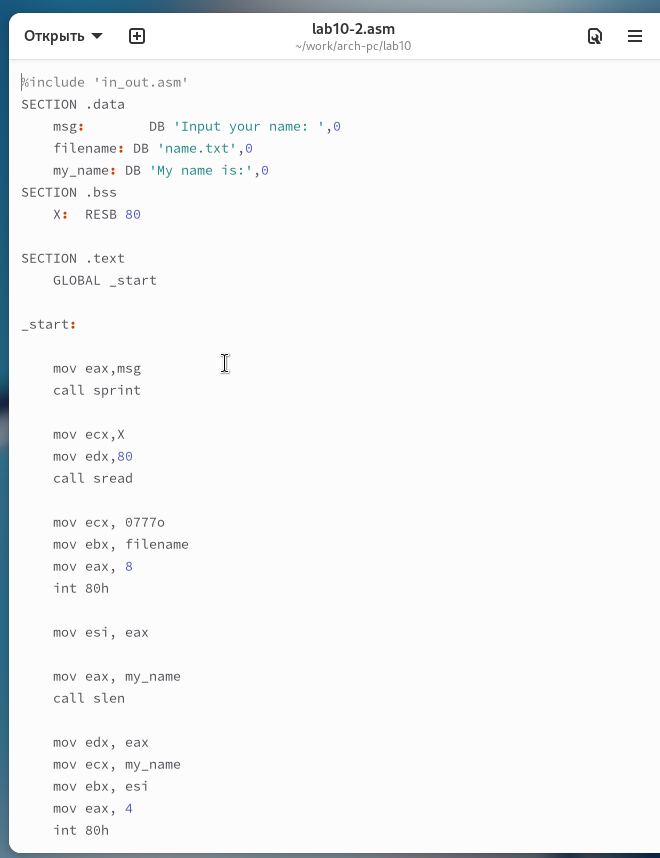 Открыть
lab10-2.asm
~/work/arch-pc/lab10
%include 'in_out.asm'
SECTION .data
    msg:        DB 'Input your name: ',0
    filename: DB 'name.txt',0
    my_name: DB 'My name is:',0
SECTION .bss
    X:  RESB 80

SECTION .text
    GLOBAL _start

_start:

    mov eax,msg
    call sprint

    mov ecx,X
    mov edx,80
    call sread

    mov ecx, 0777o
    mov ebx, filename
    mov eax, 8
    int 80h

    mov esi, eax

    mov eax, my_name
    call slen

    mov edx, eax
    mov ecx, my_name
    mov ebx, esi
    mov eax, 4
    int 80h